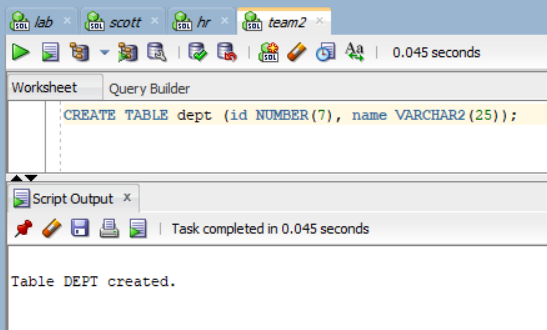 lab scott hr team2
0.045 seconds
Worksheet Query Builder
CREATE TABLE dept (id NUMBER(7), name VARCHAR2(25));
Script Output x
Task completed in 0.045 seconds
Table DEPT created.